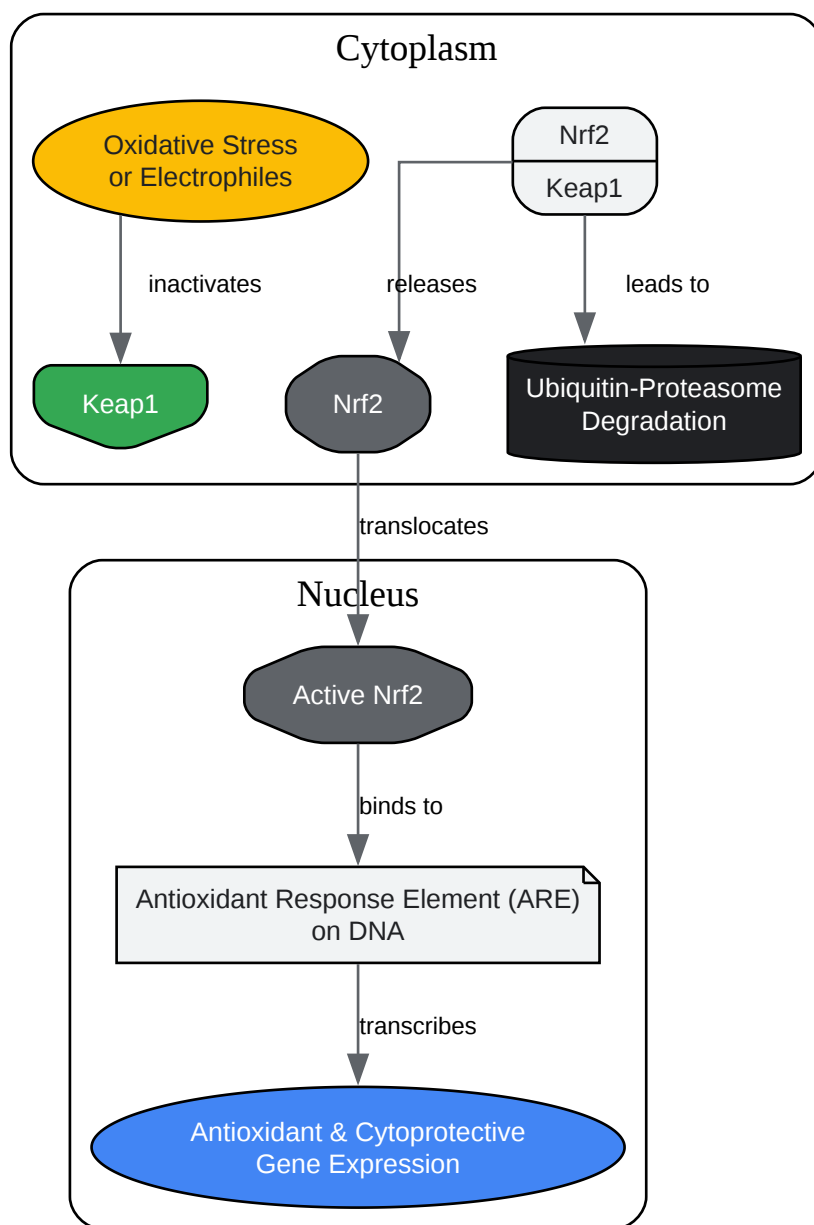 Cytoplasm
Oxidative Stress
or Electrophiles
Nrf2
Keap1
inactivates
releases
leads to
Keap1
Nrf2
Ubiquitin-Proteasome
Degradation
translocates
Nucleus
Active Nrf2
binds to
Antioxidant Response Element (ARE)
on DNA
transcribes
Antioxidant & Cytoprotective
Gene Expression